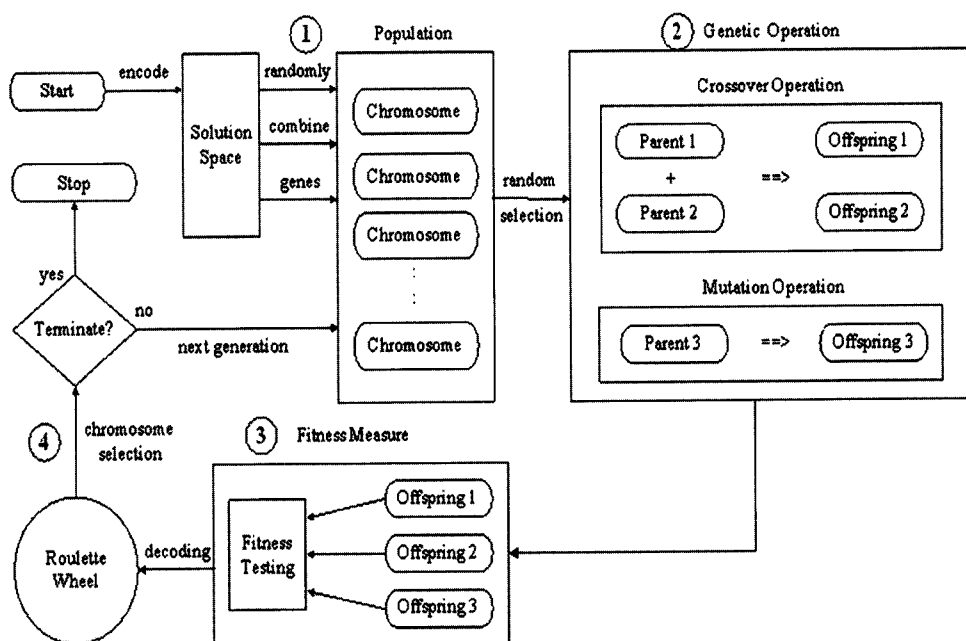 1
Population
2 Genetic Operation
Start
encode
Solution
Space
randomly
combine
genes
Chromosome
Chromosome
Chromosome
Chromosome
random
selection
Crossover Operation
Parent 1
+
Parent 2
==>
Offspring 1
Offspring 2
Mutation Operation
Parent 3
==>
Offspring 3
Stop
yes
Terminate?
no
next generation
4
chromosome
selection
3 Fitness Measure
Offspring 1
Offspring 2
Offspring 3
Fitness
Testing
decoding
Roulette
Wheel